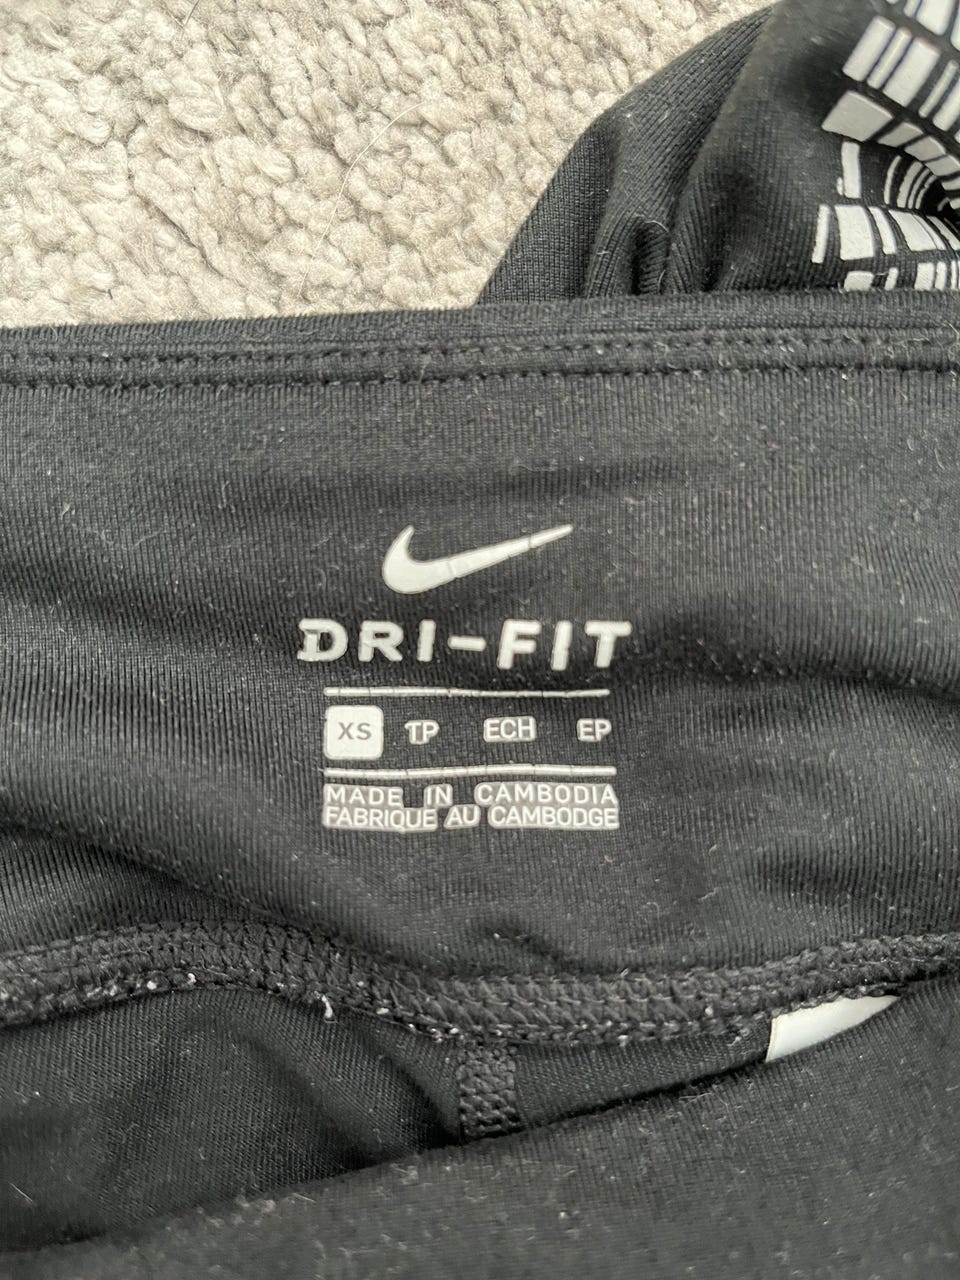 DRI-FIT
XS TP ECH EP
MADE IN CAMBODIA
FABRIQUE AU CAMBODGE